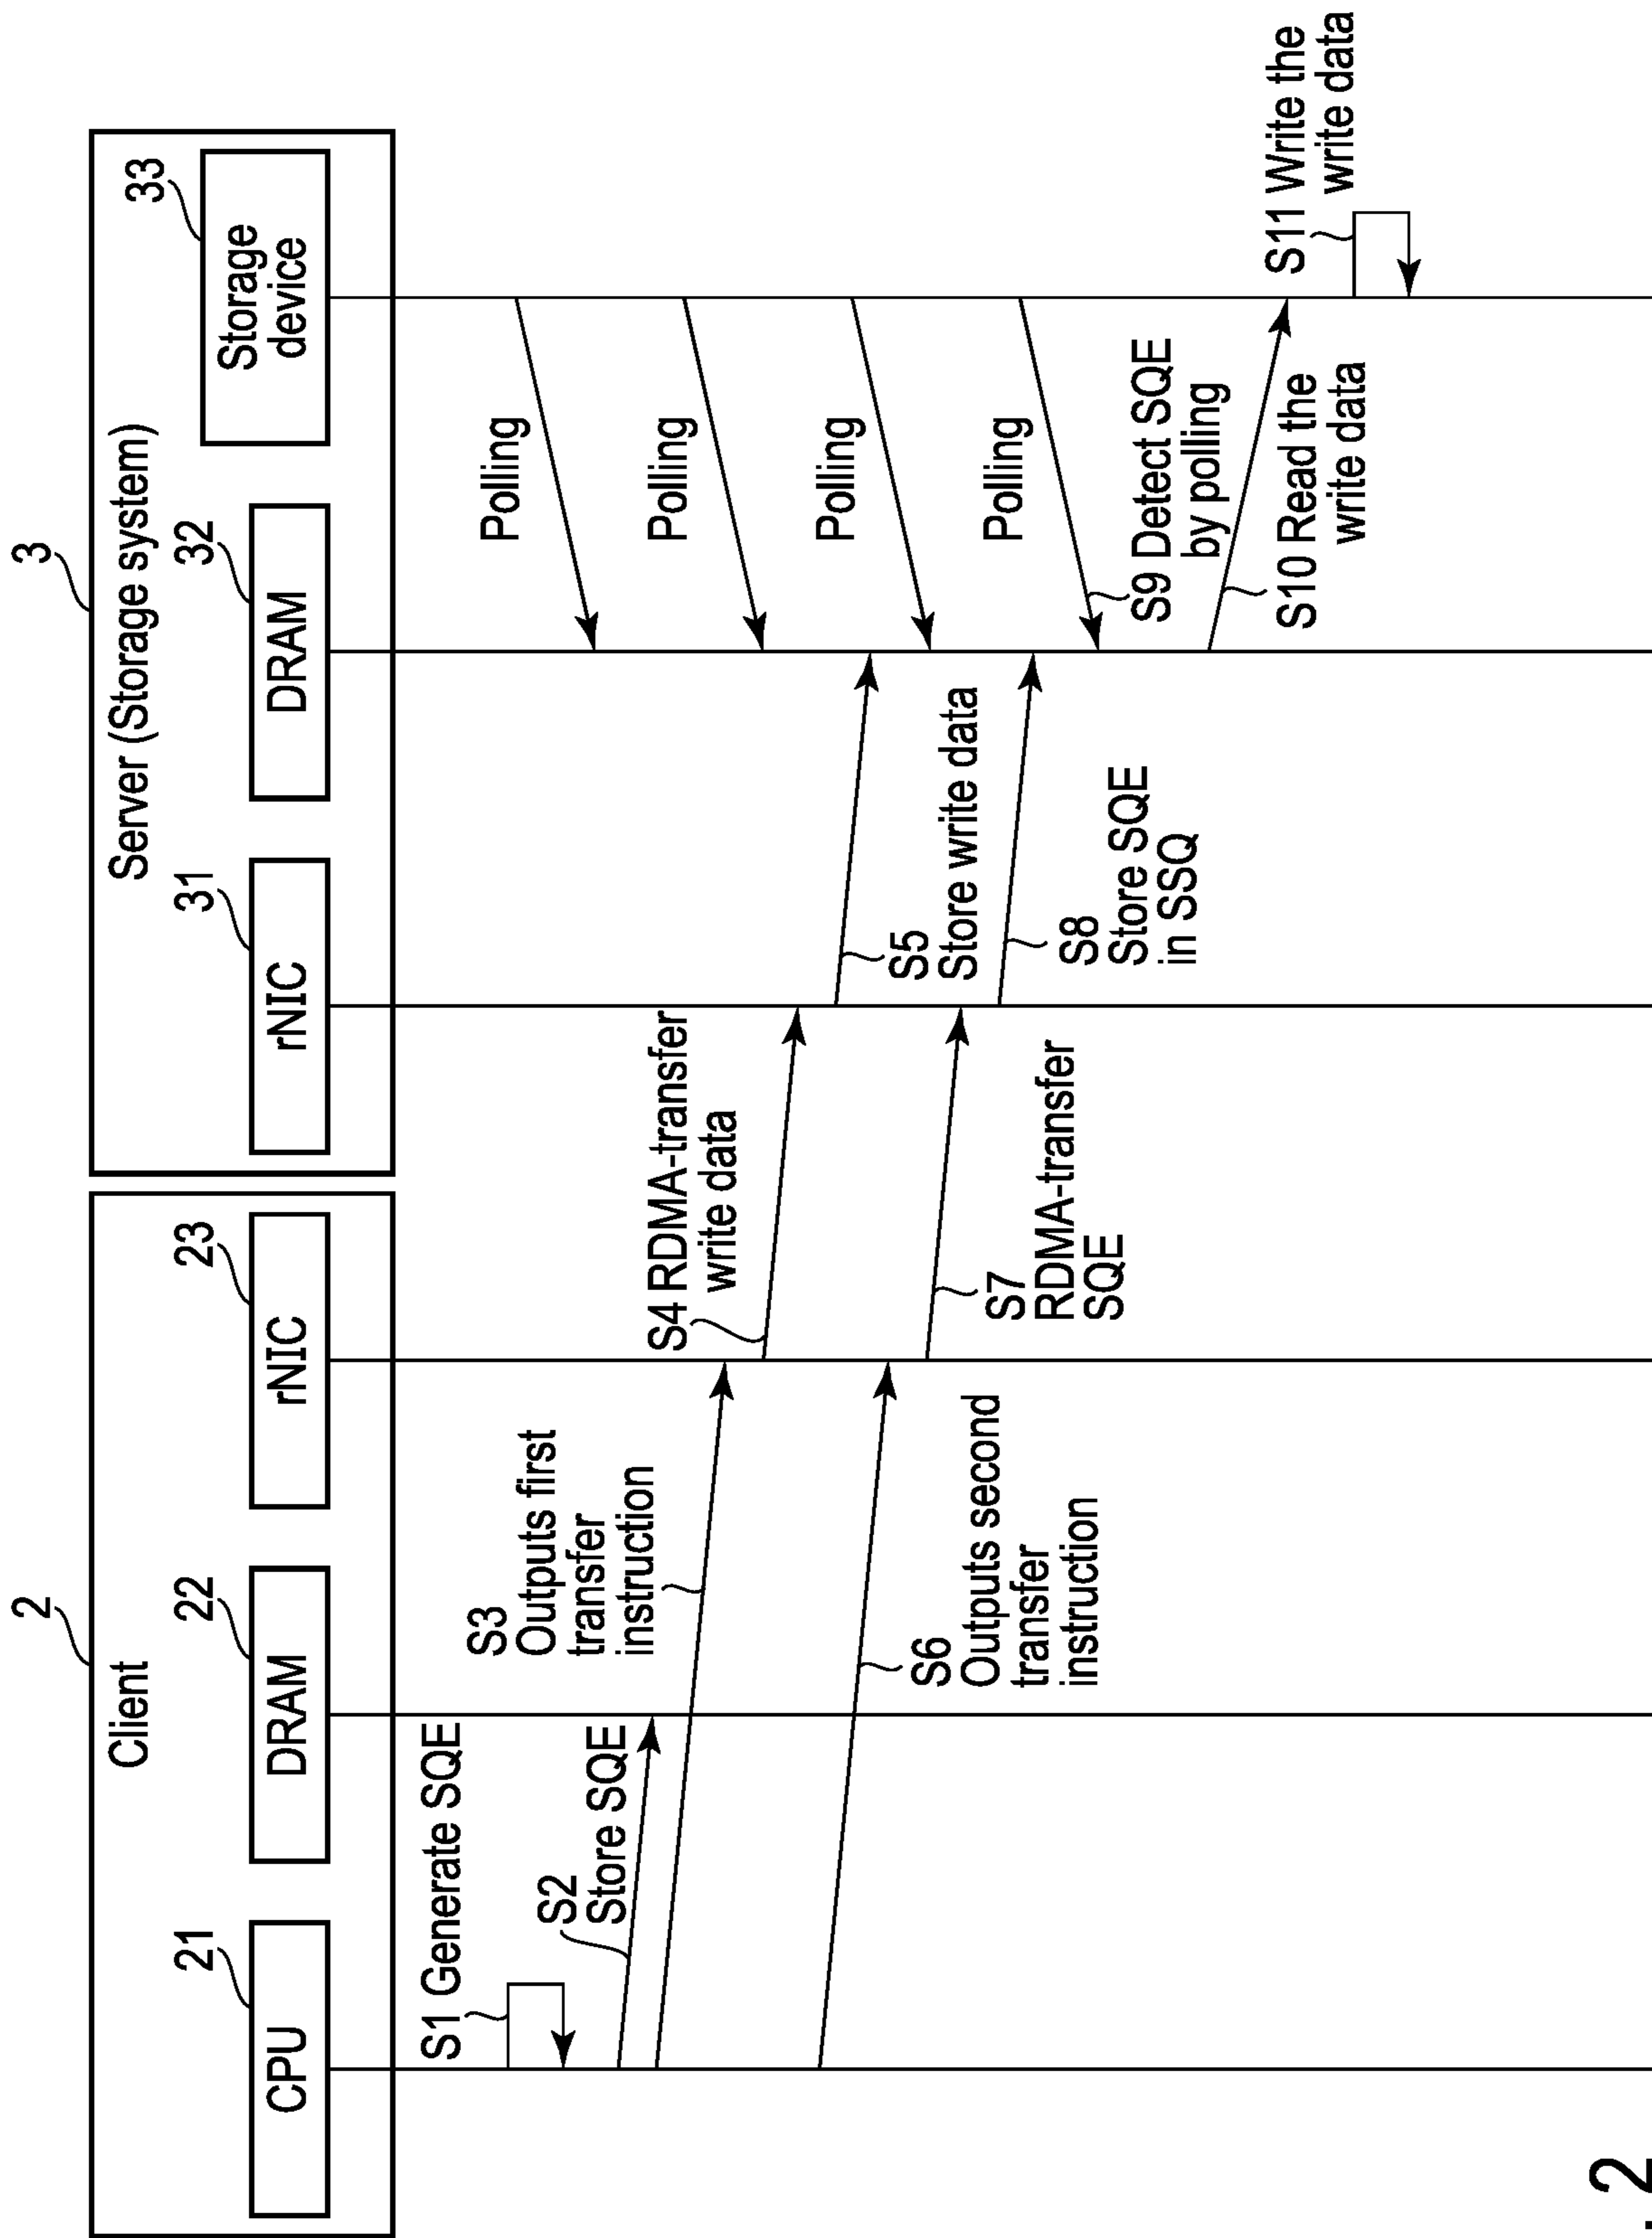 2
Client
21
CPU
22
DRAM
23
rNIC
3
Server (Storage system)
31
rNIC
32
DRAM
33
Storage
device
S1 Generate SQE
S2
Store SQE
S3
Outputs first
transfer
instruction
S4 RDMA-transfer
write data
S5
Store write data
S6
Outputs second
transfer
instruction
S7
RDMA-transfer
SQE
S8
Store SQE
in SSQ
Polling
Polling
Polling
Polling
S9 Detect SQE
by polling
S10 Read the
write data
S11 Write the
write data
. 2